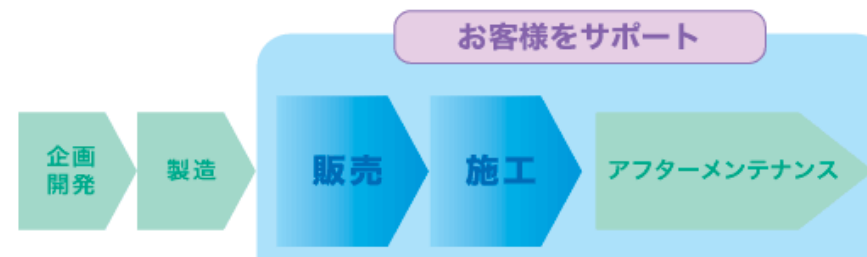 お客様をサポート
企画
開発
製造
販売
施工
アフターメンテナンス